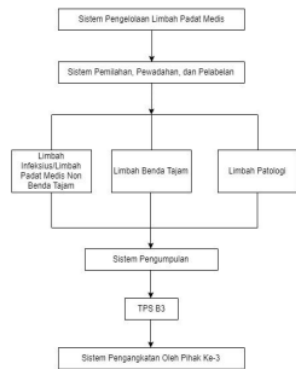 Sistem Pengelolaan Limbah Padat Medis
Sistem Pemilahan, Pewadahan, dan Pelabelan
Limbah
Infeksius/Limbah
Padat Medis Non
Benda Tajam
Limbah Benda Tajam
Limbah Patologi
Sistem Pengumpulan
TPS B3
Sistem Pengangkatan Oleh Pihak Ke-3